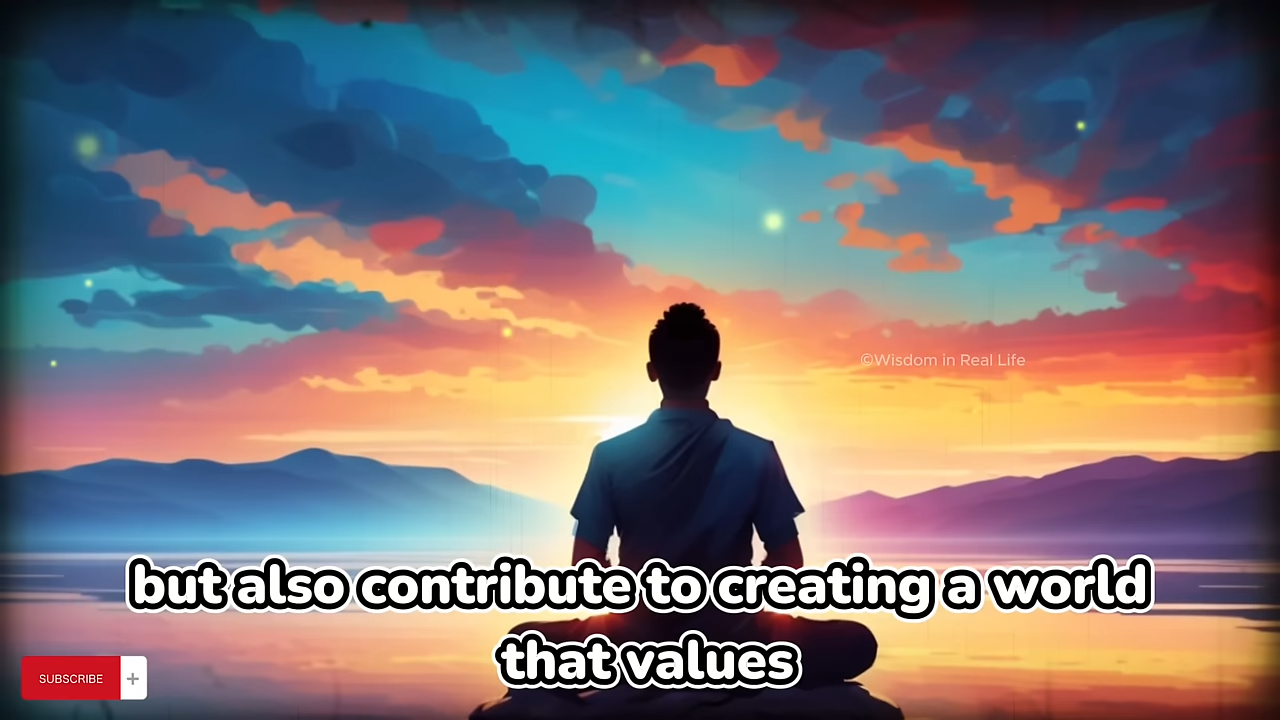 ©Wisdom in Real Life
but also contribute to creating a world
that values
SUBSCRIBE +